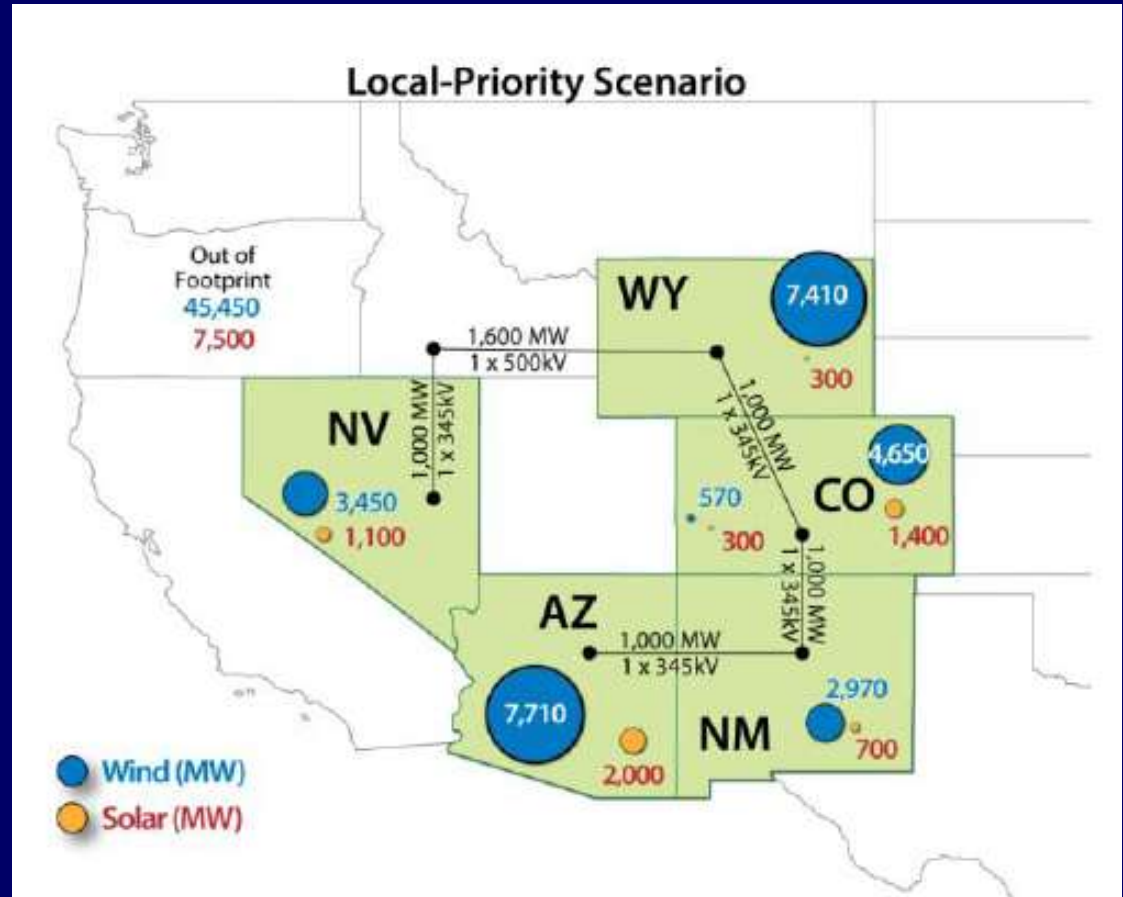 Local-Priority Scenario
Out of
Footprint
45,450
7,500
WY
7,410
300
1,600 MW
1 x 500kV
1,000 MW
1 x 345kV
NV
3,450
1,100
1,000 MW
1 x 345kV
4,650
CO
570
300
1,400
1,000 MW
1 x 345kV
AZ
1,000 MW
1 x 345kV
7,710
2,000
NM
2,970
700
Wind (MW)
Solar (MW)